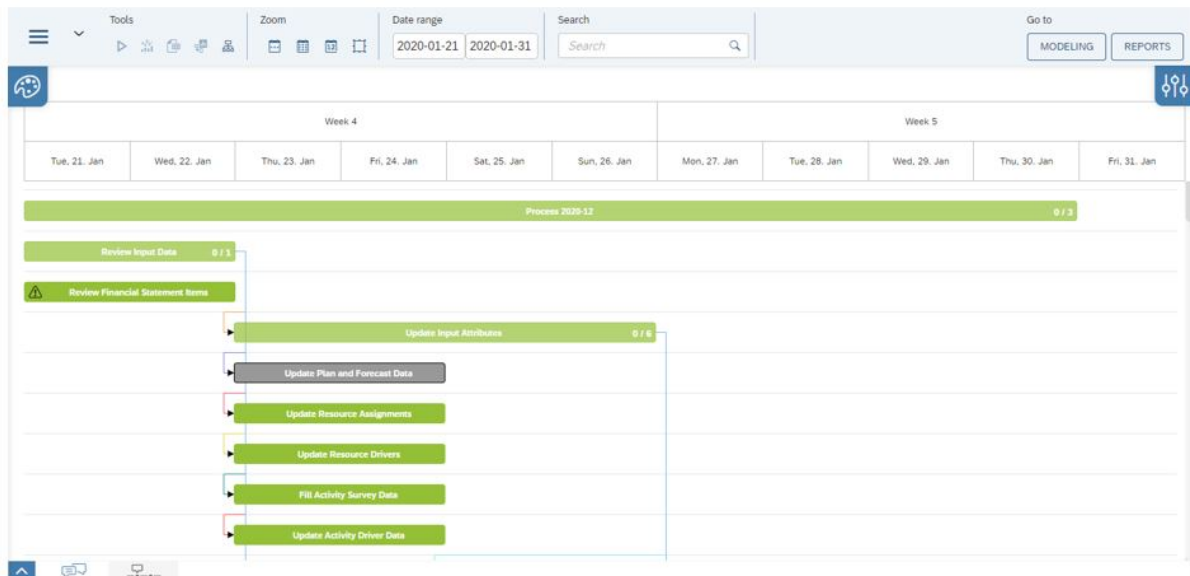 Tools
Zoom
Date range
Search
Go to
2020-01-21 2020-01-31
Search
MODELING REPORTS
Week 4 Week 5
Tue, 21. Jan Wed, 22. Jan Thu, 23. Jan Fri, 24. Jan Sat, 25. Jan Sun, 26. Jan Mon, 27. Jan Tue, 28. Jan Wed, 29. Jan Thu, 30. Jan Fri, 31. Jan
Process 2020-12 0 / 3
Review Input Data 0 / 1
Review Financial Statement Items
Update Input Attributes 0 / 6
Update Plan and Forecast Data
Update Resource Assignments
Update Resource Drivers
Fill Activity Survey Data
Update Activity Driver Data